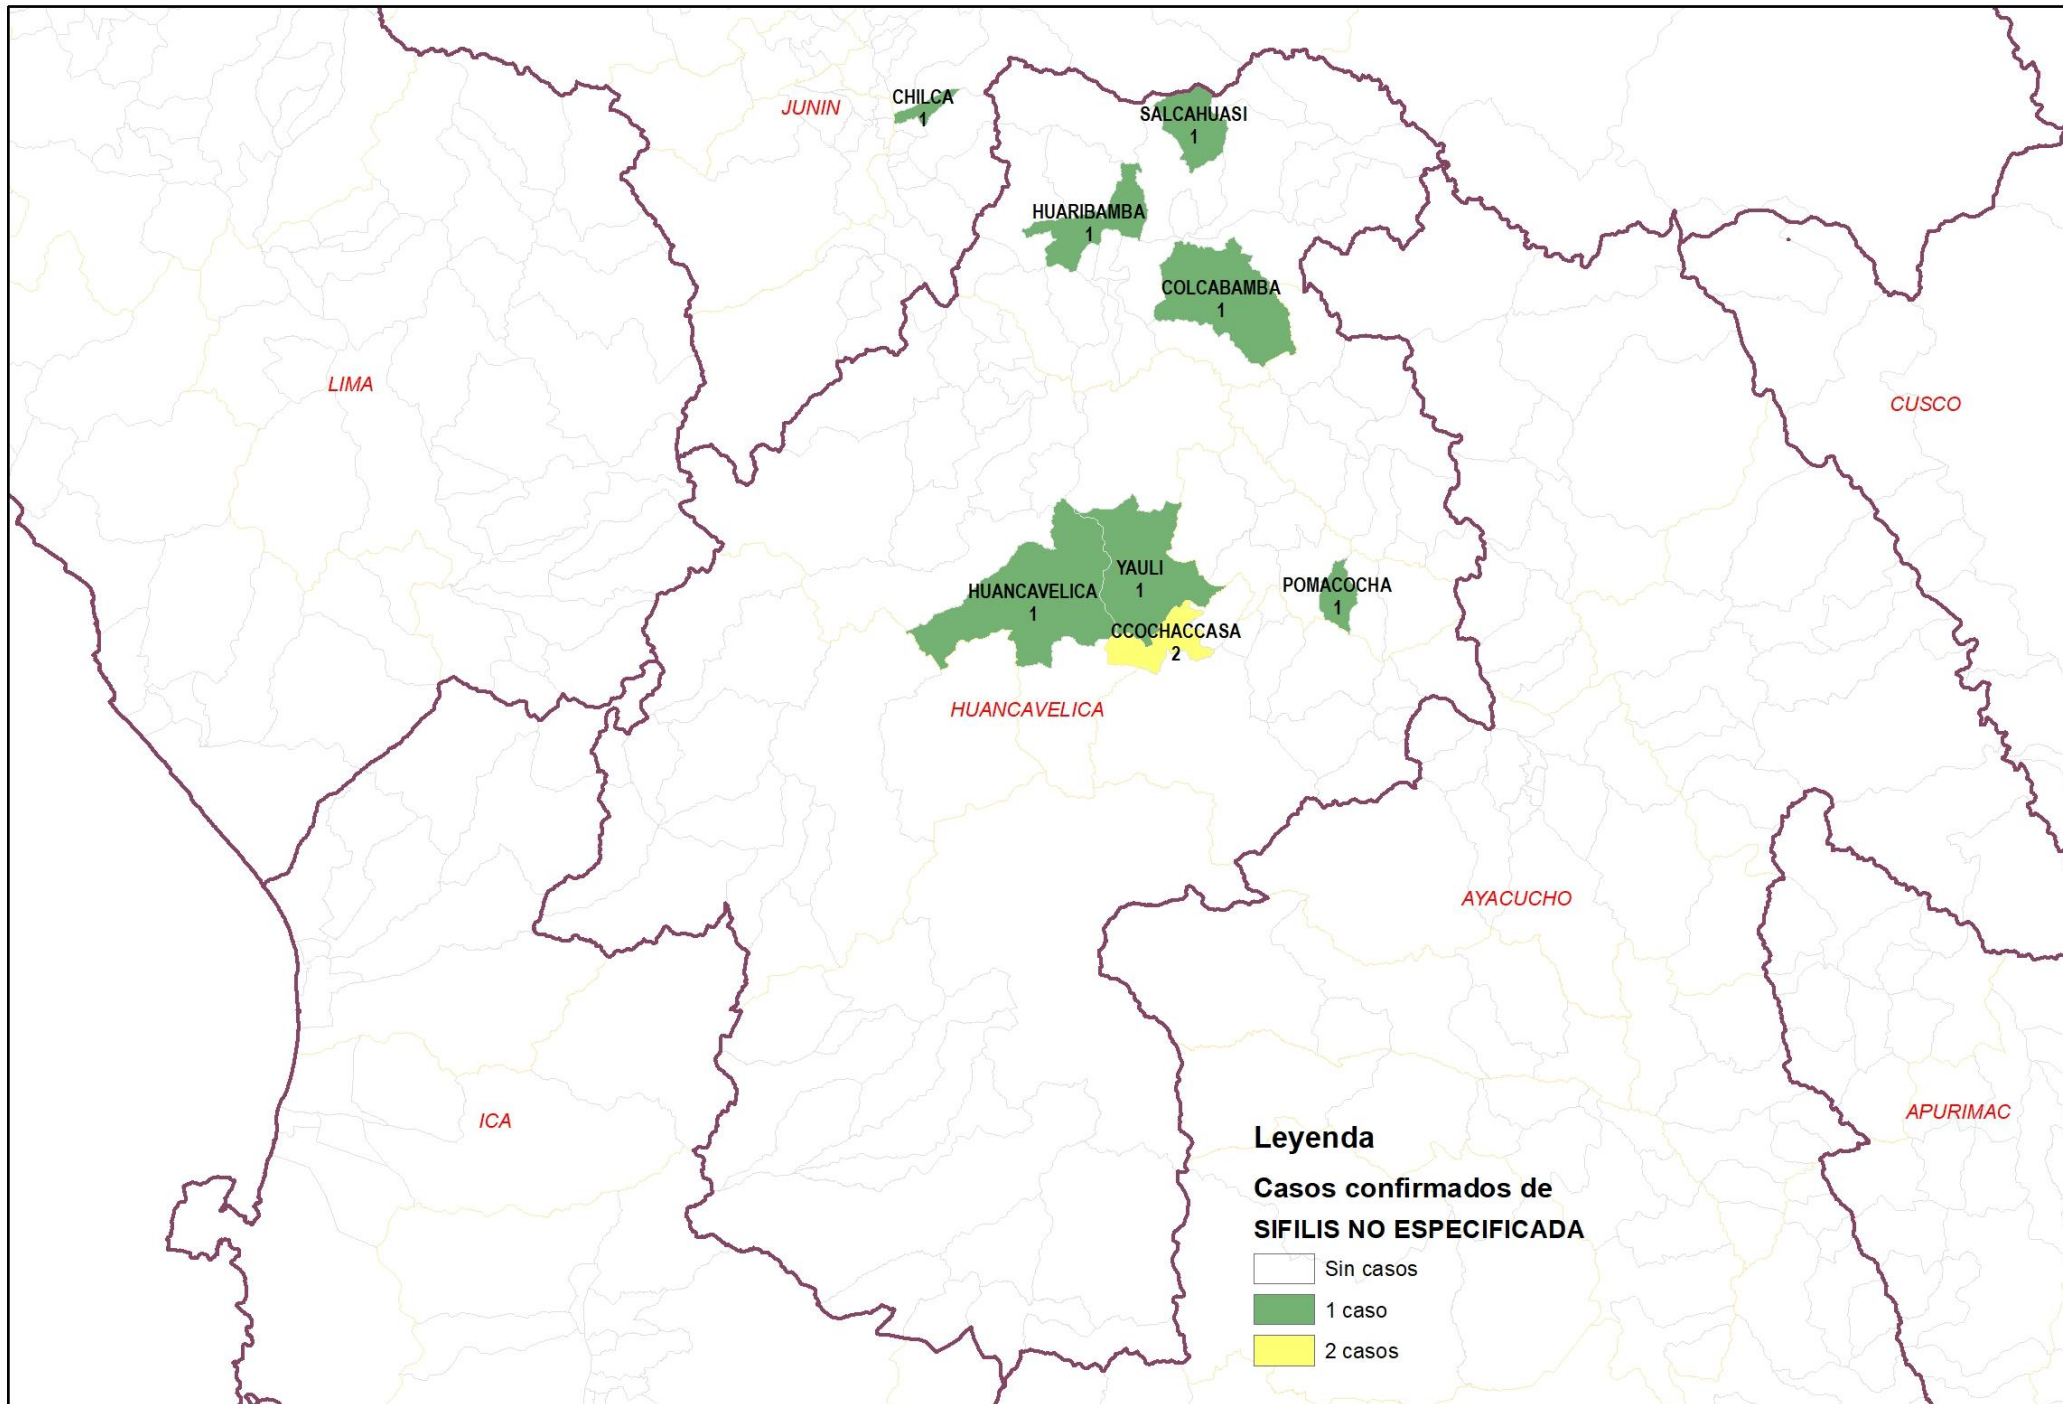 CHILCA
1
JUNIN
SALCAHUASI
1
HUARIBAMBA
1
COLCABAMBA
1
LIMA
CUSCO
YAULI
1
HUANCAVELICA
1
POMACOCHA
1
CCOCHACCASA
2
HUANCAVELICA
AYACUCHO
ICA
APURIMAC
Leyenda
Casos confirmados de
SIFILIS NO ESPECIFICADA
Sin casos
1 caso
2 casos